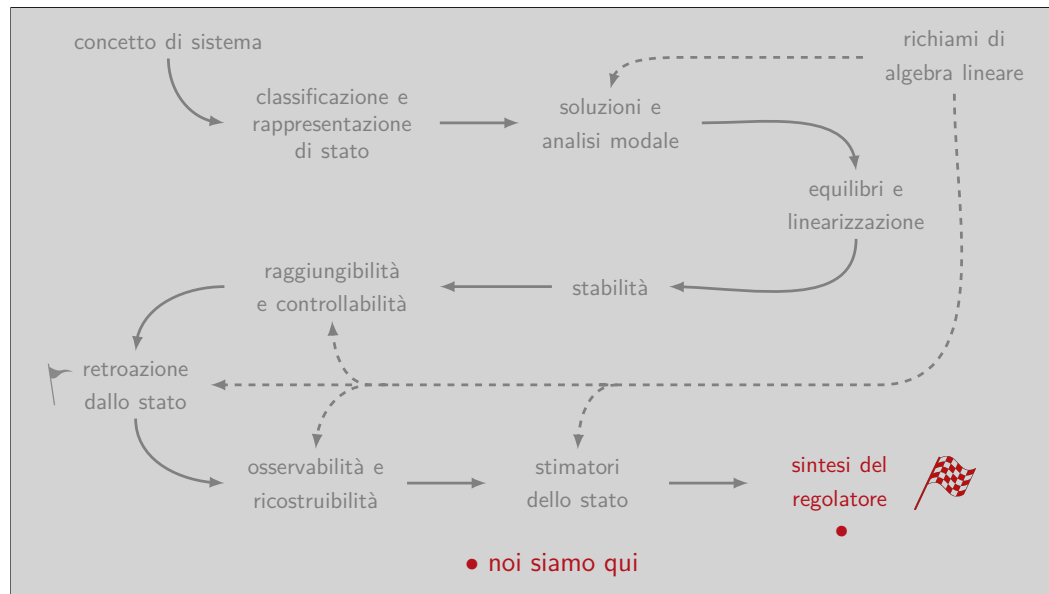 concetto di sistema
richiami di
algebra lineare
classificazione e
rappresentazione
di stato
soluzioni e
analisi modale
equilibri e
linearizzazione
stabilità
raggiungibilità
e controllabilità
retroazione
dallo stato
osservabilità e
ricostruibilità
stimatori
dello stato
sintesi del
regolatore
noi siamo qui